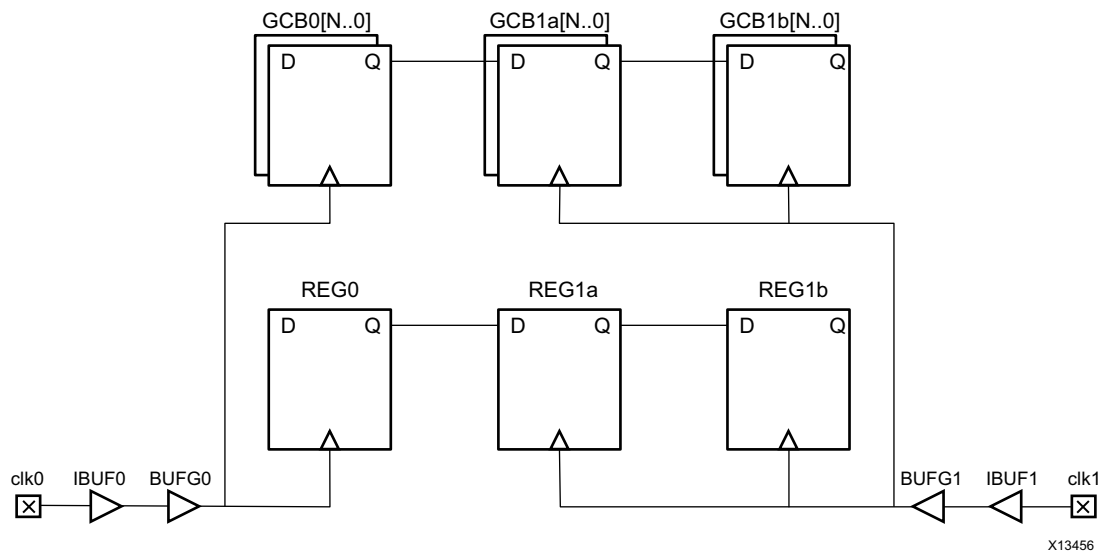 GCB0[N..0] GCB1a[N..0] GCB1b[N..0]
D Q D Q D Q
REG0 REG1a REG1b
D Q D Q D Q
clk0 IBUF0 BUFG0 BUFG1 IBUF1 clk1
X13456